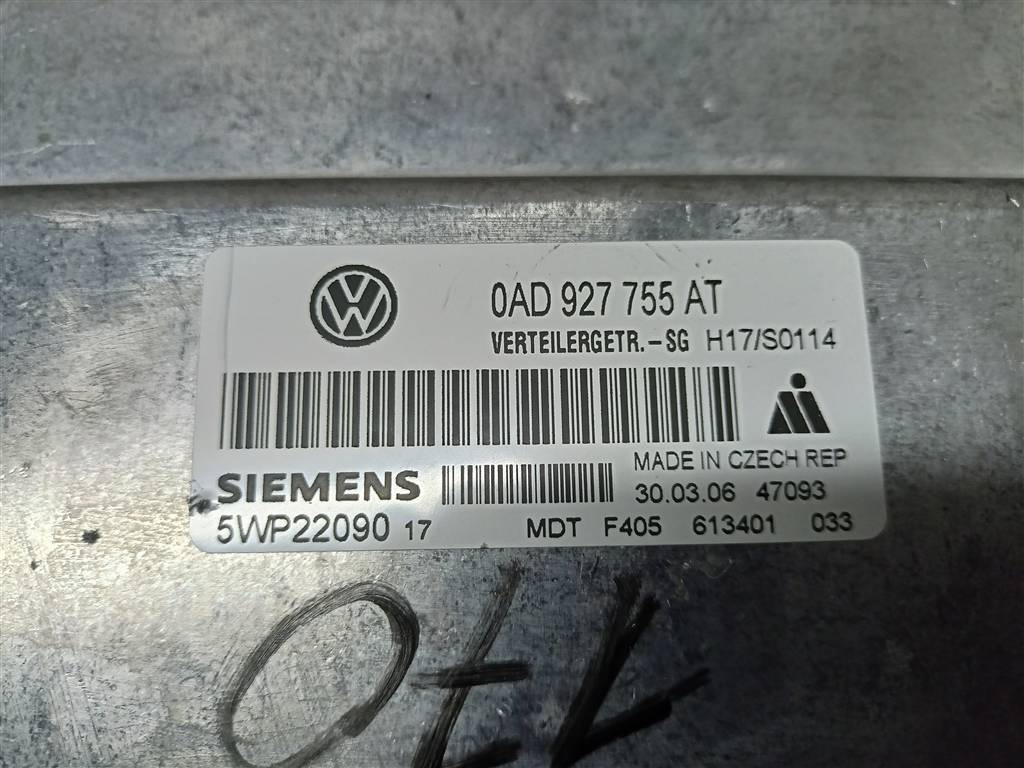 0AD 927 755 AT
VERTEILERGETR.-SG H17/S0114
MADE IN CZECH REP
SIEMENS 30.03.06 47093
5WP22090 17 MDT F405 613401 033